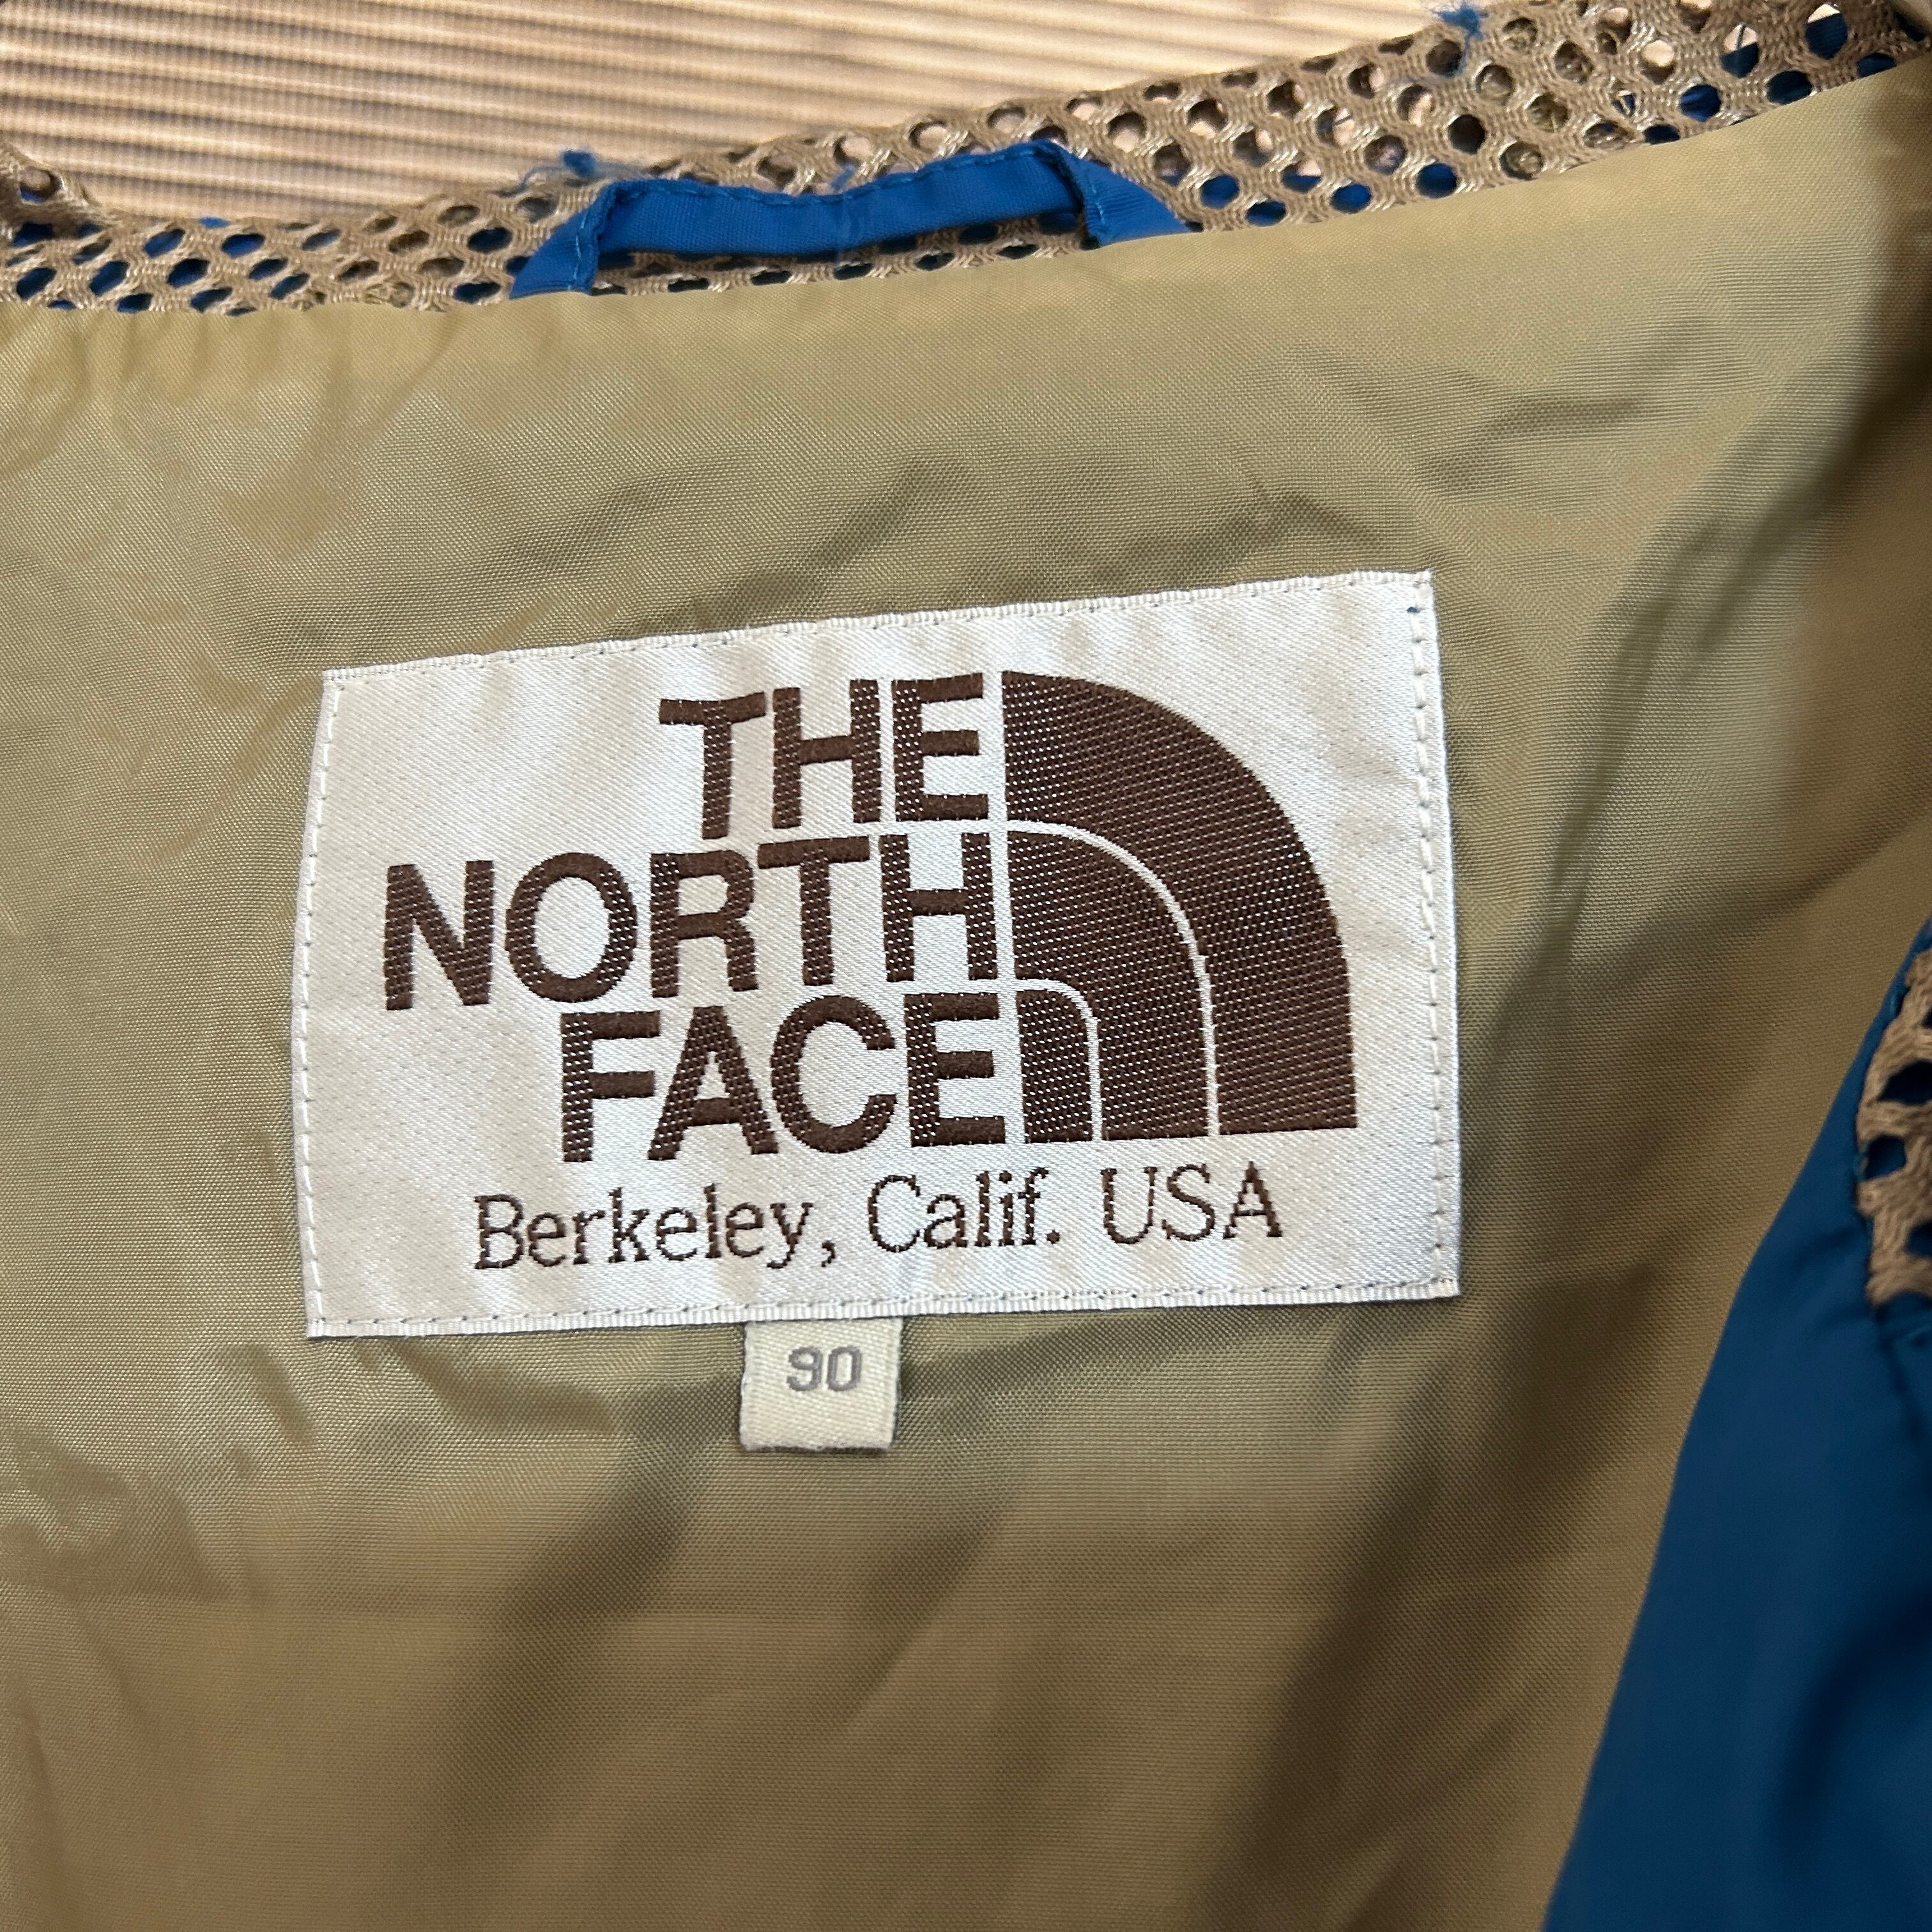 THE
NORTH
FACE
Berkeley, Calif. USA
90